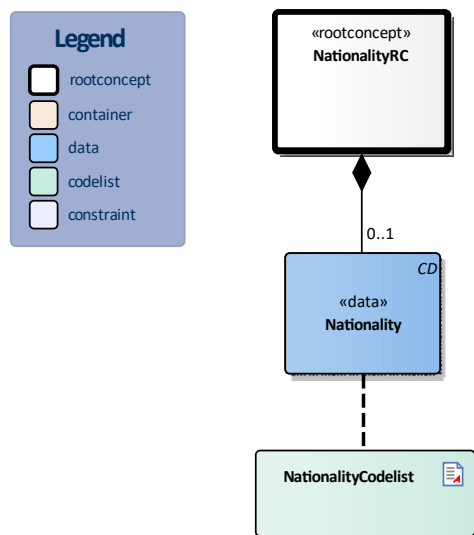 Legend
rootconcept
container
data
codelist
constraint
«rootconcept»
NationalityRC
0..1
CD
«data»
Nationality
NationalityCodelist